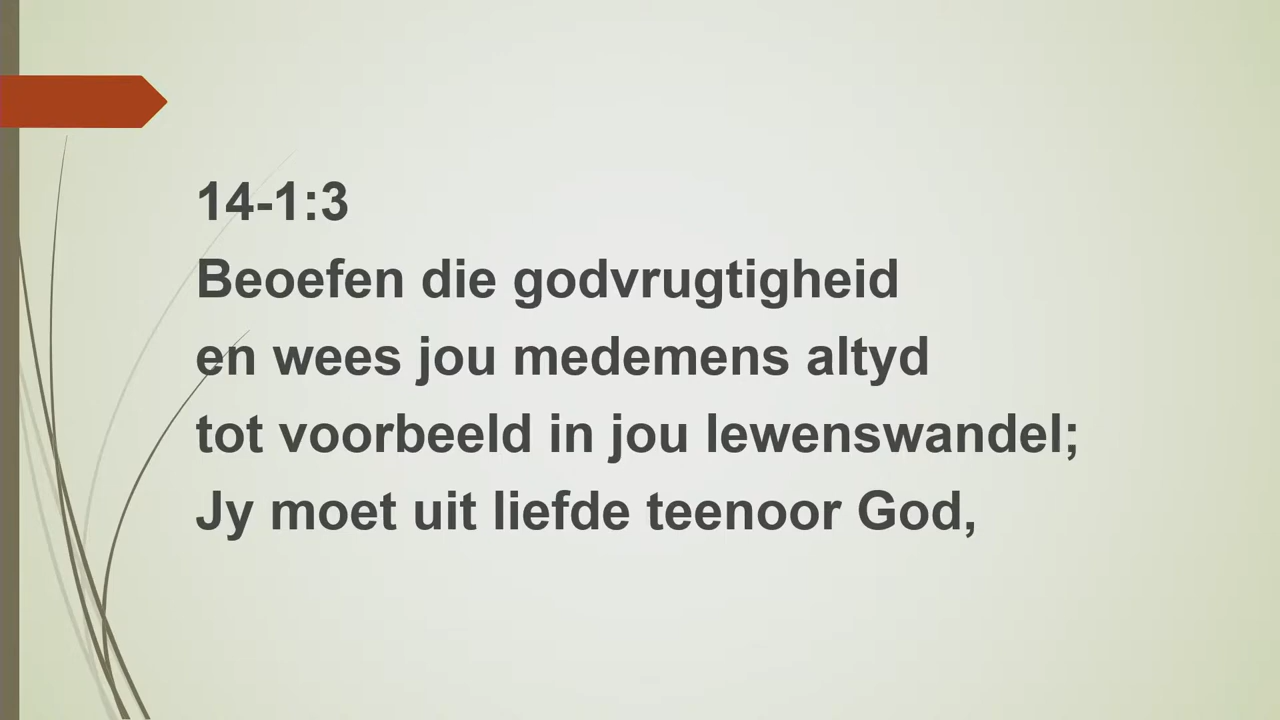 14-1:3
Beoefen die godvrugtigheid
en wees jou medemens altyd
tot voorbeeld in jou lewenswandel;
Jy moet uit liefde teenoor God,